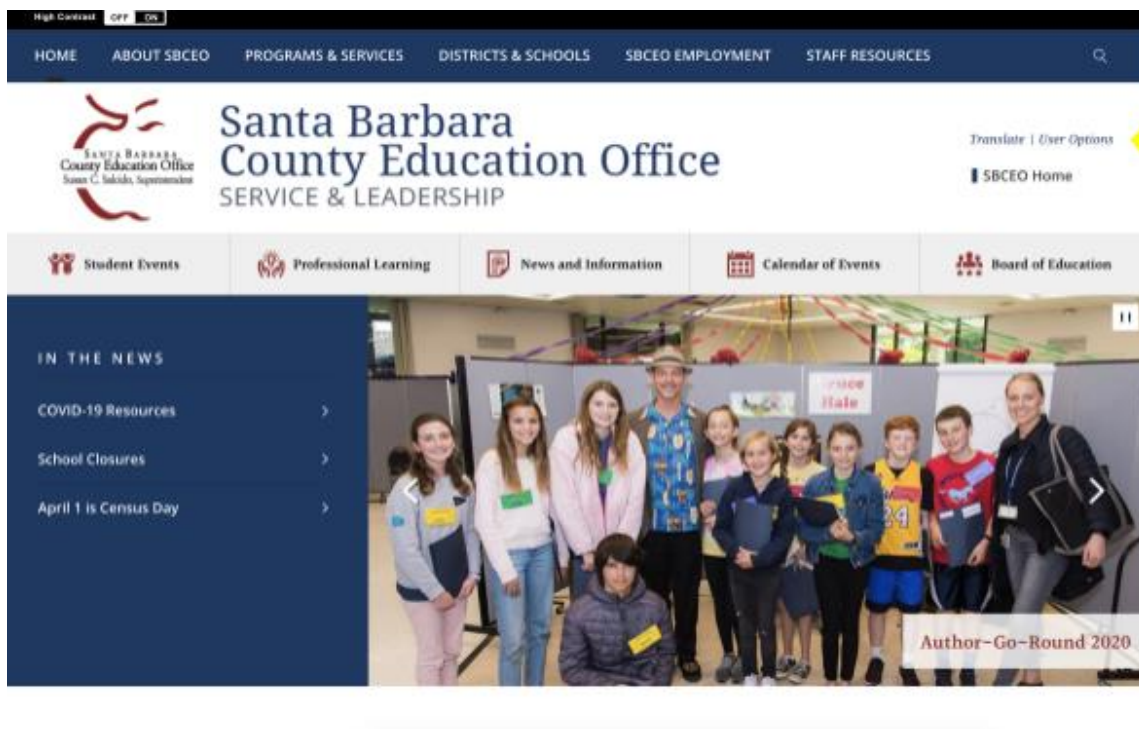 High Contrast OFF ON
HOME ABOUT SBCEO PROGRAMS & SERVICES DISTRICTS & SCHOOLS SBCEO EMPLOYMENT STAFF RESOURCES
Santa Barbara
County Education Office
Susan C. Salcido, Superintendent
Santa Barbara
County Education Office
SERVICE & LEADERSHIP
Translate | User Options
SBCEO Home
Student Events Professional Learning News and Information Calendar of Events Board of Education
IN THE NEWS
COVID-19 Resources
School Closures
April 1 is Census Day
Bruce
Hale
24
Author-Go-Round 2020